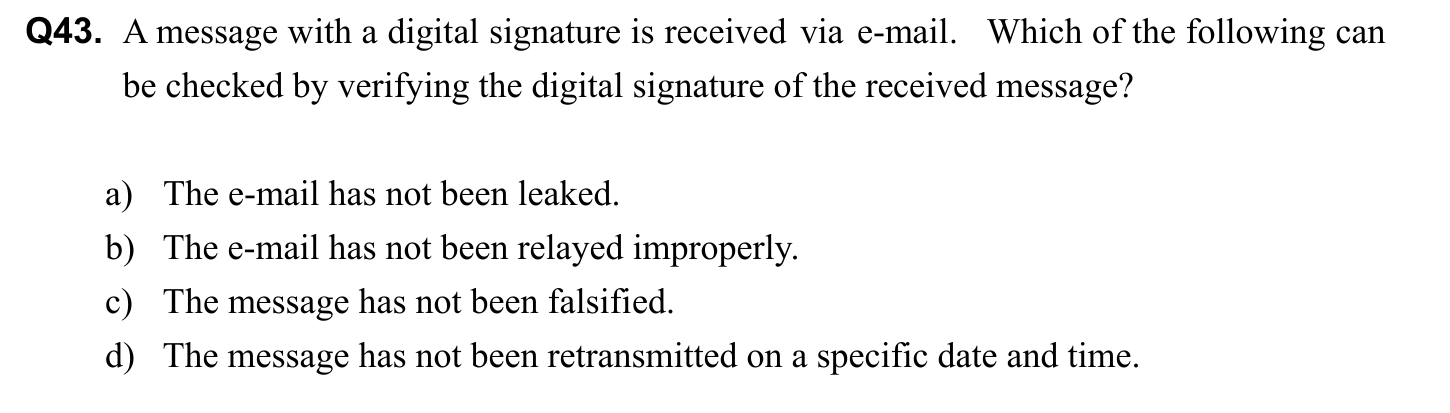 Q43. A message with a digital signature is received via e-mail. Which of the following can
be checked by verifying the digital signature of the received message?
a) The e-mail has not been leaked.
b) The e-mail has not been relayed improperly.
c) The message has not been falsified.
d) The message has not been retransmitted on a specific date and time.